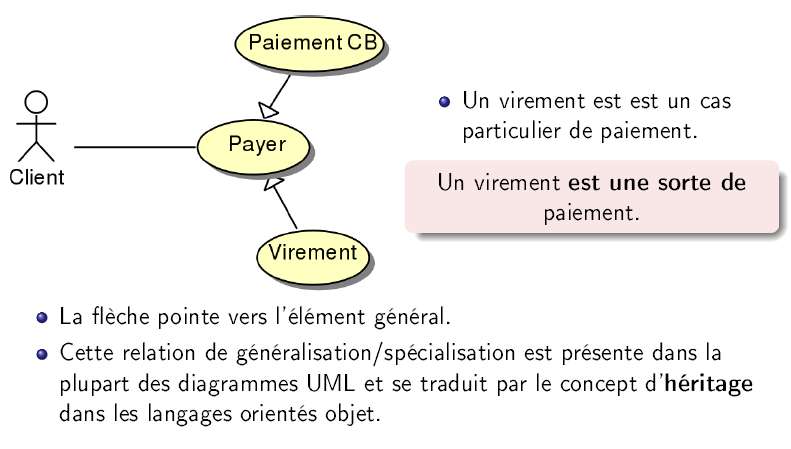 Paiement CB
Payer
Client
Virement
Un virement est est un cas
particulier de paiement.
Un virement est une sorte de
paiement.
La flèche pointe vers l'élément général.
Cette relation de généralisation/spécialisation est présente dans la
plupart des diagrammes UML et se traduit par le concept d'héritage
dans les langages orientés objet.